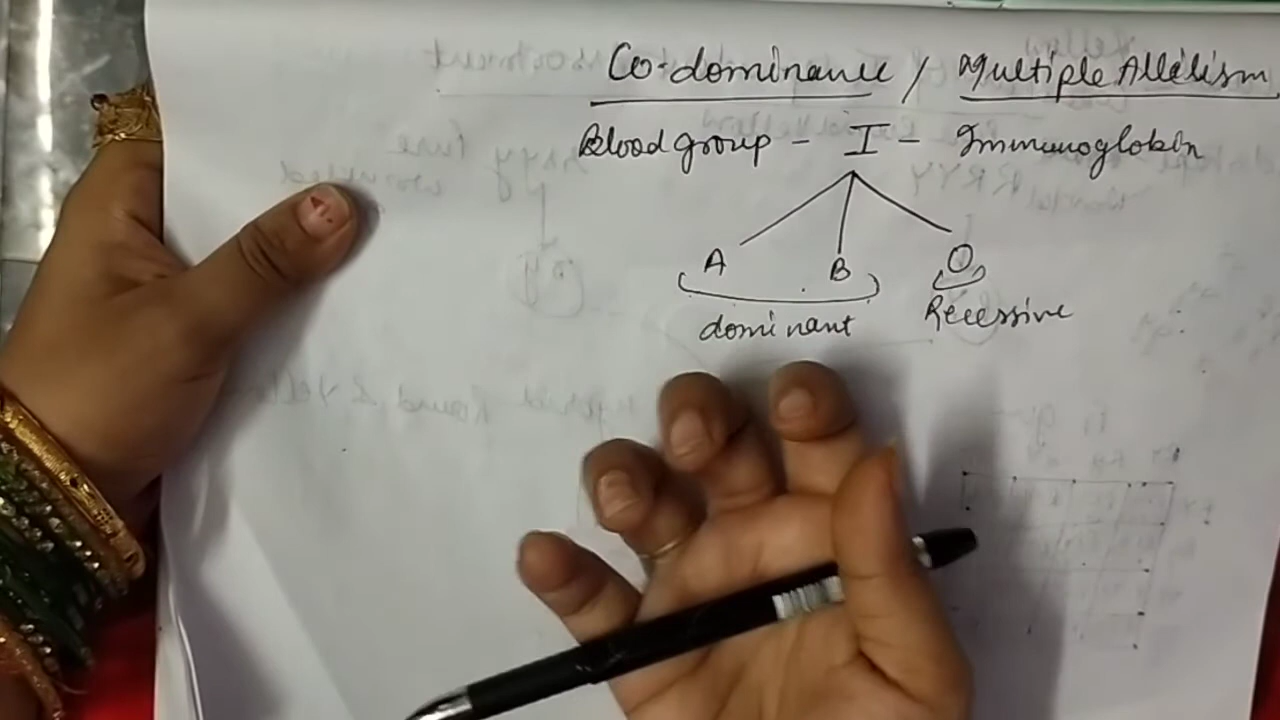 Co-dominance / Multiple Allelism
Blood group - I - Immunoglobin
A B O
dominant Recessive